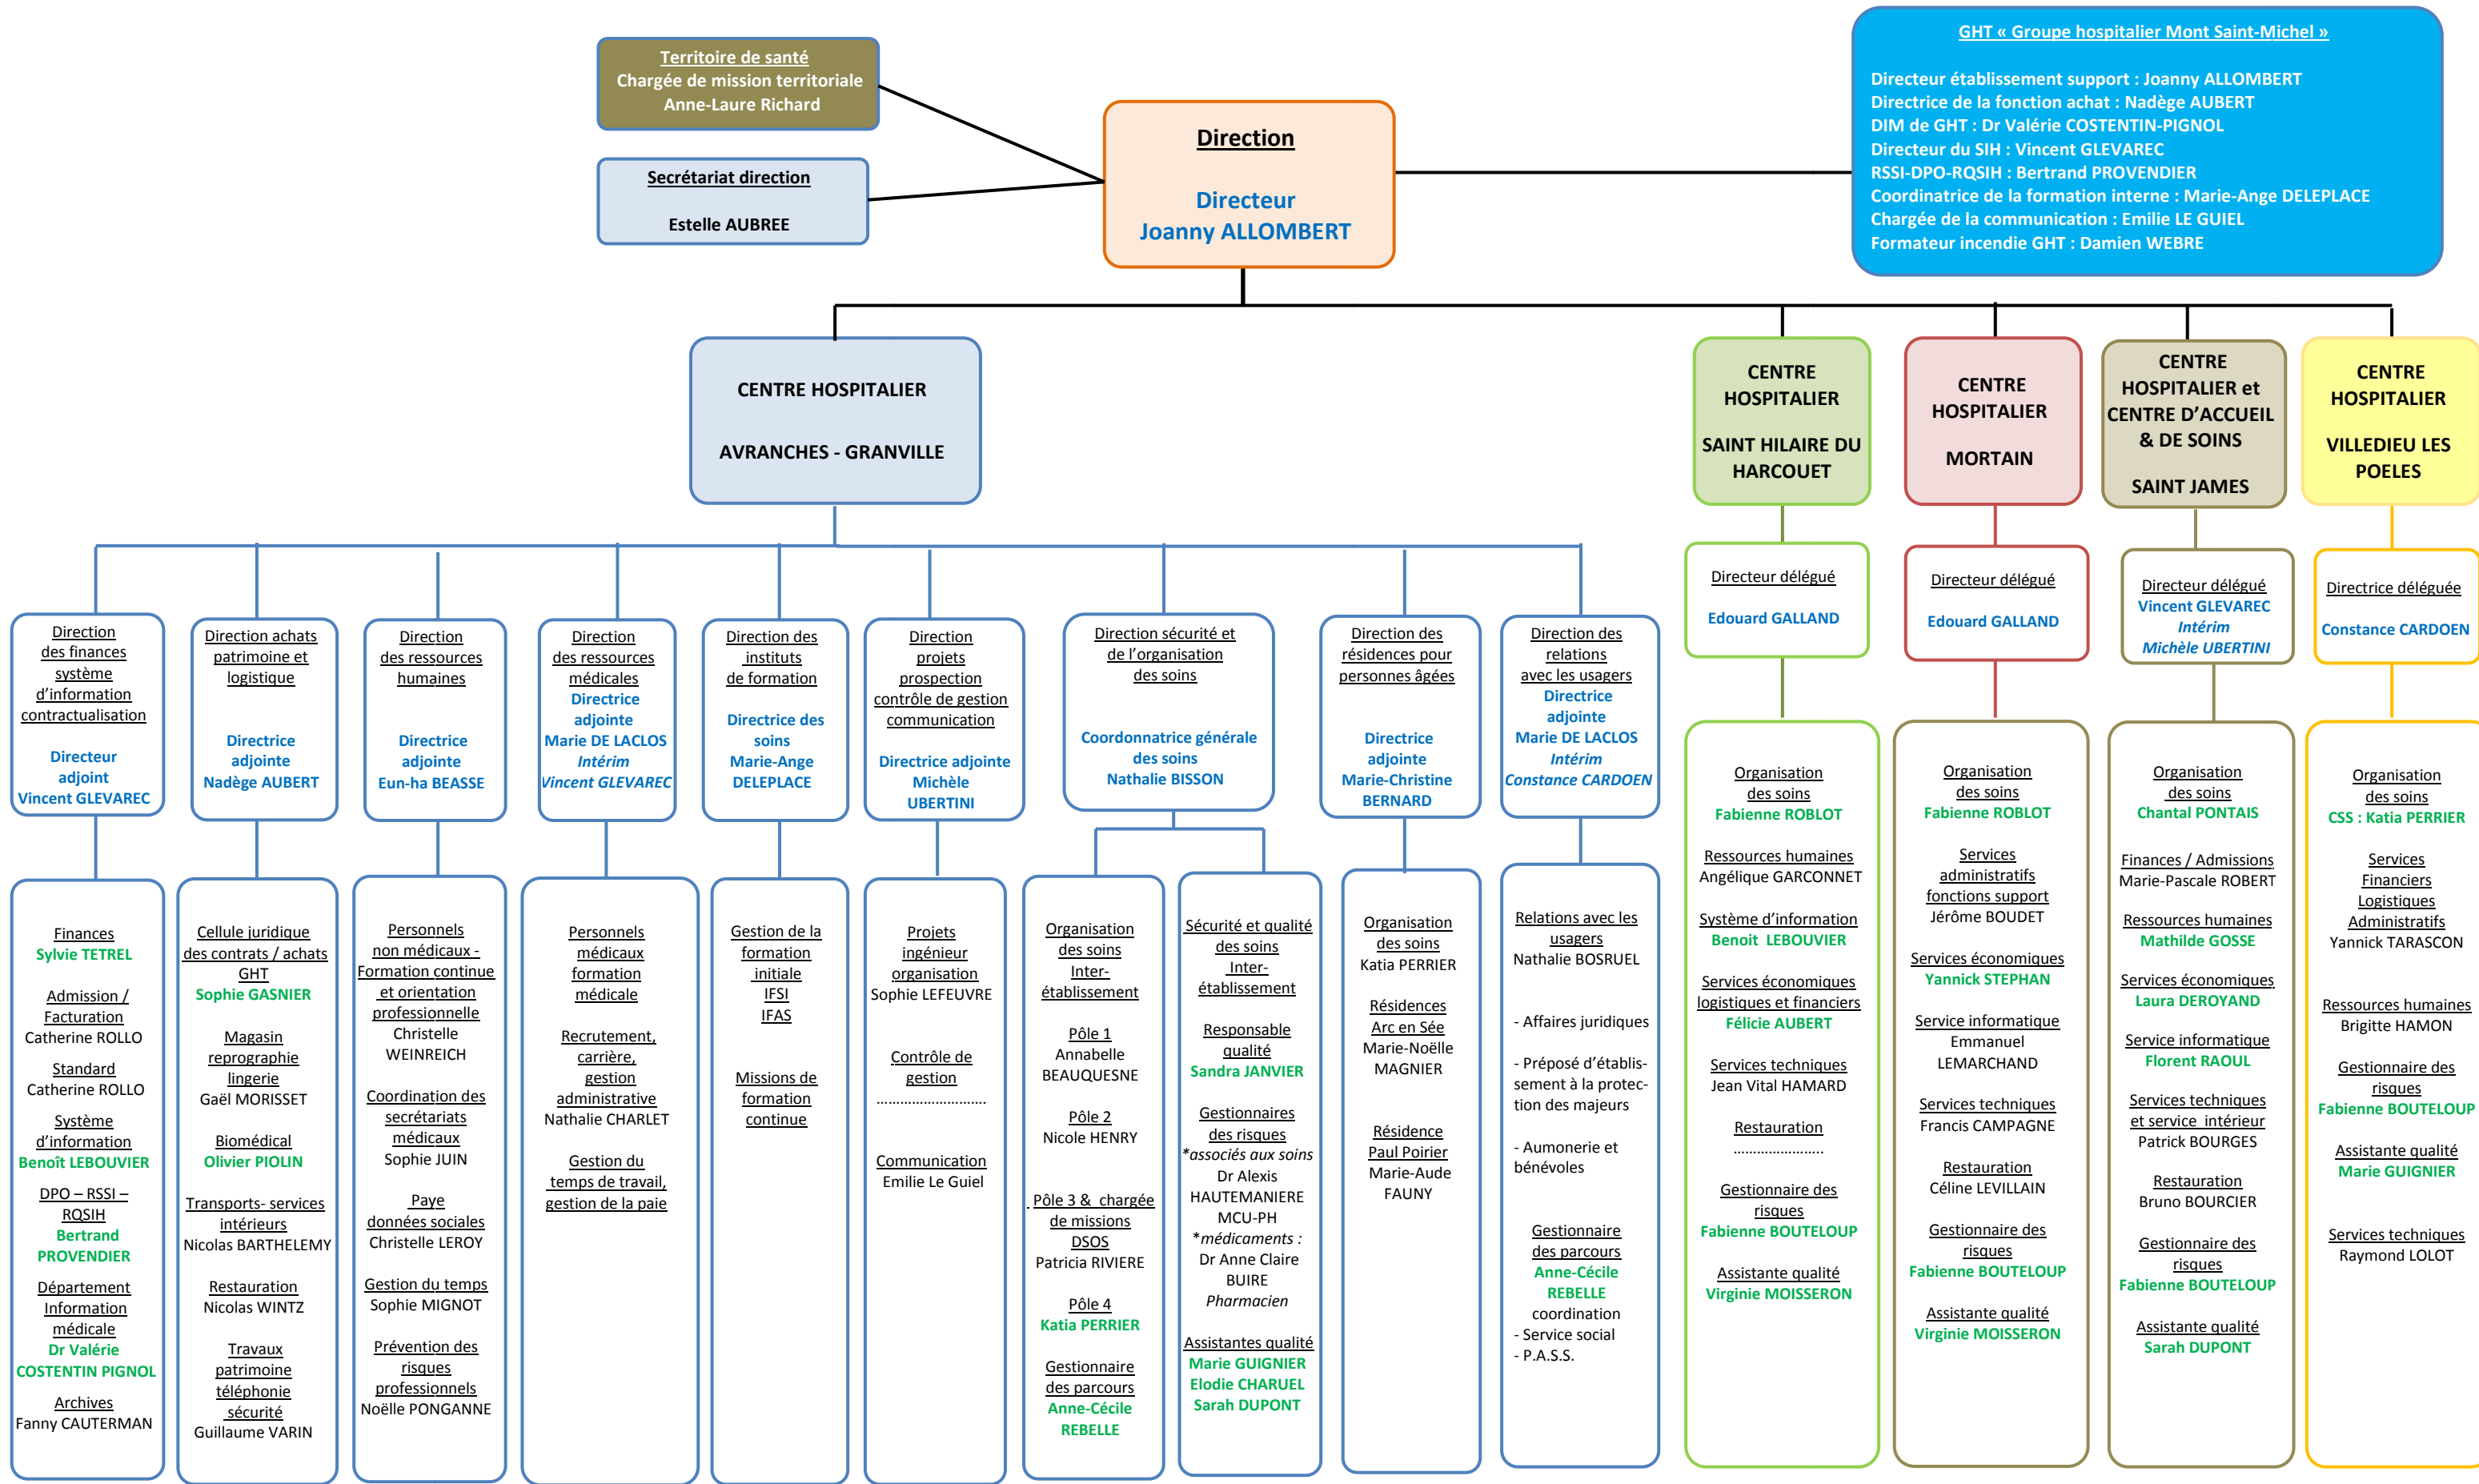 Territoire de santé
Chargée de mission territoriale
Anne-Laure Richard
Secrétariat direction
Estelle AUBREE
Direction
Directeur
Joanny ALLOMBERT
GHT « Groupe hospitalier Mont Saint-Michel »
Directeur établissement support : Joanny ALLOMBERT
Directrice de la fonction achat : Nadège AUBERT
DIM de GHT : Dr Valérie COSTENTIN-PIGNOL
Directeur du SIH : Vincent GLEVAREC
RSSI-DPO-RQSIH : Bertrand PROVENDIER
Coordinatrice de la formation interne : Marie-Ange DELEPLACE
Chargée de la communication : Emilie LE GUIEL
Formateur incendie GHT : Damien WEBRE
CENTRE HOSPITALIER
AVRANCHES - GRANVILLE
CENTRE
HOSPITALIER
SAINT HILAIRE DU
HARCOUET
CENTRE
HOSPITALIER
MORTAIN
CENTRE
HOSPITALIER et
CENTRE D’ACCUEIL
& DE SOINS
SAINT JAMES
CENTRE
HOSPITALIER
VILLEDIEU LES
POELES
Directeur délégué
Edouard GALLAND
Directeur délégué
Edouard GALLAND
Directeur délégué
Vincent GLEVAREC
Intérim
Michèle UBERTINI
Directrice déléguée
Constance CARDOEN
Direction
des finances
système
d’information
contractualisation
Directeur
adjoint
Vincent GLEVAREC
Direction achats
patrimoine et
logistique
Directrice
adjointe
Nadège AUBERT
Direction
des ressources
humaines
Directrice
adjointe
Eun-ha BEASSE
Direction
des ressources
médicales
Directrice
adjointe
Marie DE LACLOS
Intérim
Vincent GLEVAREC
Direction des
instituts
de formation
Directrice des
soins
Marie-Ange
DELEPLACE
Direction
projets
prospection
contrôle de gestion
communication
Directrice adjointe
Michèle
UBERTINI
Direction sécurité et
de l’organisation
des soins
Coordonnatrice générale
des soins
Nathalie BISSON
Direction des
résidences pour
personnes âgées
Directrice
adjointe
Marie-Christine
BERNARD
Direction des
relations
avec les usagers
Directrice
adjointe
Marie DE LACLOS
Intérim
Constance CARDOEN
Finances
Sylvie TETREL
Admission /
Facturation
Catherine ROLLO
Standard
Catherine ROLLO
Système
d’information
Benoît LEBOUVIER
DPO – RSSI –
RQSIH
Bertrand
PROVENDIER
Département
Information
médicale
Dr Valérie
COSTENTIN PIGNOL
Archives
Fanny CAUTERMAN
Cellule juridique
des contrats / achats
GHT
Sophie GASNIER
Magasin
reprographie
lingerie
Gaël MORISSET
Biomédical
Olivier PIOLIN
Transports- services
intérieurs
Nicolas BARTHELEMY
Restauration
Nicolas WINTZ
Travaux
patrimoine
téléphonie
sécurité
Guillaume VARIN
Personnels
non médicaux -
Formation continue
et orientation
professionnelle
Christelle
WEINREICH
Coordination des
secrétariats
médicaux
Sophie JUIN
Paye
données sociales
Christelle LEROY
Gestion du temps
Sophie MIGNOT
Prévention des
risques
professionnels
Noëlle PONGANNE
Personnels
médicaux
formation
médicale
Recrutement,
carrière,
gestion
administrative
Nathalie CHARLET
Gestion du
temps de travail,
gestion de la paie
Gestion de la
formation
initiale
IFSI
IFAS
Missions de
formation
continue
Projets
ingénieur
organisation
Sophie LEFEUVRE
Contrôle de
gestion
...........................
Communication
Emilie Le Guiel
Organisation
des soins
Inter-
établissement
Pôle 1
Annabelle
BEAUQUESNE
Pôle 2
Nicole HENRY
Pôle 3 & chargée
de missions
DSOS
Patricia RIVIERE
Pôle 4
Katia PERRIER
Gestionnaire
des parcours
Anne-Cécile
REBELLE
Sécurité et qualité
des soins
Inter-
établissement
Responsable
qualité
Sandra JANVIER
Gestionnaires
des risques
*associés aux soins
Dr Alexis
HAUTEMANIERE
MCU-PH
*médicaments :
Dr Anne Claire
BUIRE
Pharmacien
Assistantes qualité
Marie GUIGNIER
Elodie CHARUEL
Sarah DUPONT
Organisation
des soins
Katia PERRIER
Résidences
Arc en Sée
Marie-Noëlle
MAGNIER
Résidence
Paul Poirier
Marie-Aude
FAUNY
Relations avec les
usagers
Nathalie BOSRUEL
- Affaires juridiques
- Préposé d’établis-
sement à la protec-
tion des majeurs
- Aumonerie et
bénévoles
Gestionnaire
des parcours
Anne-Cécile
REBELLE
coordination
- Service social
- P.A.S.S.
Organisation
des soins
Fabienne ROBLOT
Ressources humaines
Angélique GARCONNET
Système d’information
Benoit LEBOUVIER
Services économiques
logistiques et financiers
Félicie AUBERT
Services techniques
Jean Vital HAMARD
Restauration
......................
Gestionnaire des
risques
Fabienne BOUTELOUP
Assistante qualité
Virginie MOISSERON
Organisation
des soins
Fabienne ROBLOT
Services
administratifs
fonctions support
Jérôme BOUDET
Services économiques
Yannick STEPHAN
Service informatique
Emmanuel
LEMARCHAND
Services techniques
Francis CAMPAGNE
Restauration
Céline LEVILLAIN
Gestionnaire des
risques
Fabienne BOUTELOUP
Assistante qualité
Virginie MOISSERON
Organisation
des soins
Chantal PONTAIS
Finances / Admissions
Marie-Pascale ROBERT
Ressources humaines
Mathilde GOSSE
Services économiques
Laura DEROYAND
Service informatique
Florent RAOUL
Services techniques
et service intérieur
Patrick BOURGES
Restauration
Bruno BOURCIER
Gestionnaire des
risques
Fabienne BOUTELOUP
Assistante qualité
Sarah DUPONT
Organisation
des soins
CSS : Katia PERRIER
Services
Financiers
Logistiques
Administratifs
Yannick TARASCON
Ressources humaines
Brigitte HAMON
Gestionnaire des
risques
Fabienne BOUTELOUP
Assistante qualité
Marie GUIGNIER
Services techniques
Raymond LOLOT